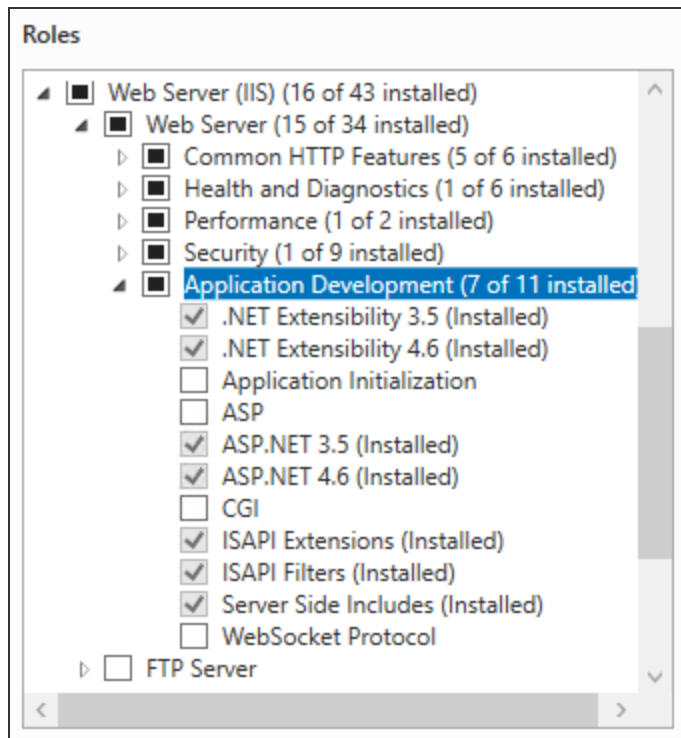 Roles
Web Server (IIS) (16 of 43 installed)
Web Server (15 of 34 installed)
Common HTTP Features (5 of 6 installed)
Health and Diagnostics (1 of 6 installed)
Performance (1 of 2 installed)
Security (1 of 9 installed)
Application Development (7 of 11 installed)
.NET Extensibility 3.5 (Installed)
.NET Extensibility 4.6 (Installed)
Application Initialization
ASP
ASP.NET 3.5 (Installed)
ASP.NET 4.6 (Installed)
CGI
ISAPI Extensions (Installed)
ISAPI Filters (Installed)
Server Side Includes (Installed)
WebSocket Protocol
FTP Server